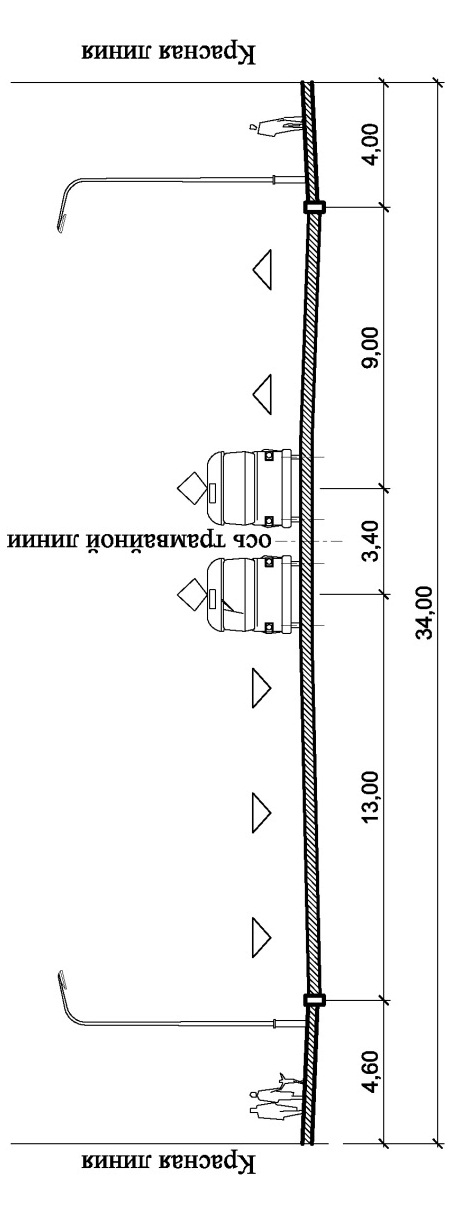 Красная линия
4,00
9,00
ось трамвайной линии
3,40
34,00
13,00
4,60
Красная линия